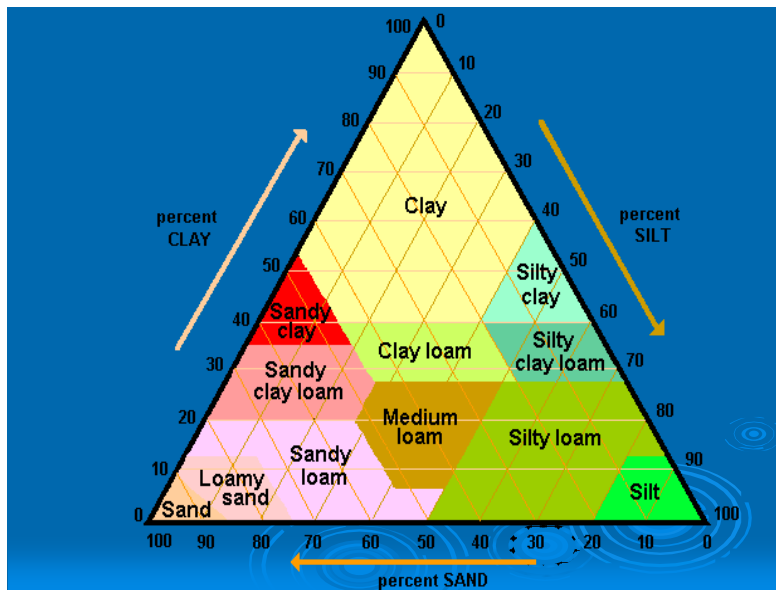 100 0
90 10
80 20
70 30
percent
CLAY
60 Clay 40
percent
SILT
50 Silty
clay 50
40 Sandy
clay 60
30 Sandy
clay loam Clay loam Silty
clay loam 70
20 Medium
loam Silty loam 80
10 Loamy
sand Sandy
loam 90
0 Sand Silt 100
100 90 80 70 60 50 40 30 20 10 0
percent SAND